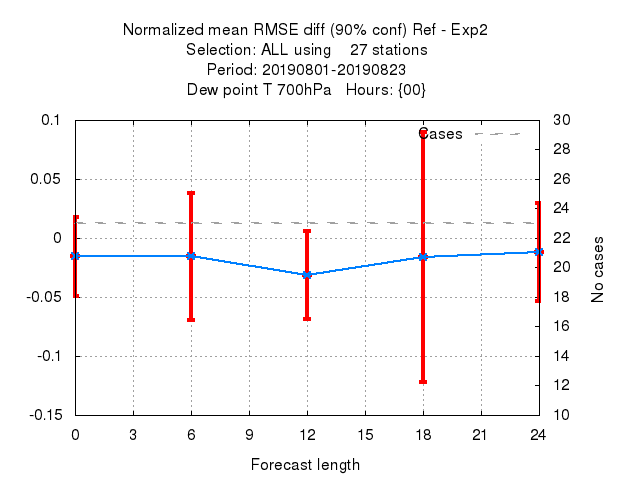 Normalized mean RMSE diff (90% conf) Ref - Exp2
Selection: ALL using    27 stations
Period: 20190801-20190823
Dew point T 700hPa   Hours: {00}
Cases
0.1
0.05
0
-0.05
-0.1
-0.15
30
28
26
24
22
20
18
16
14
12
10
No cases
0 3 6 9 12 15 18 21 24
Forecast length